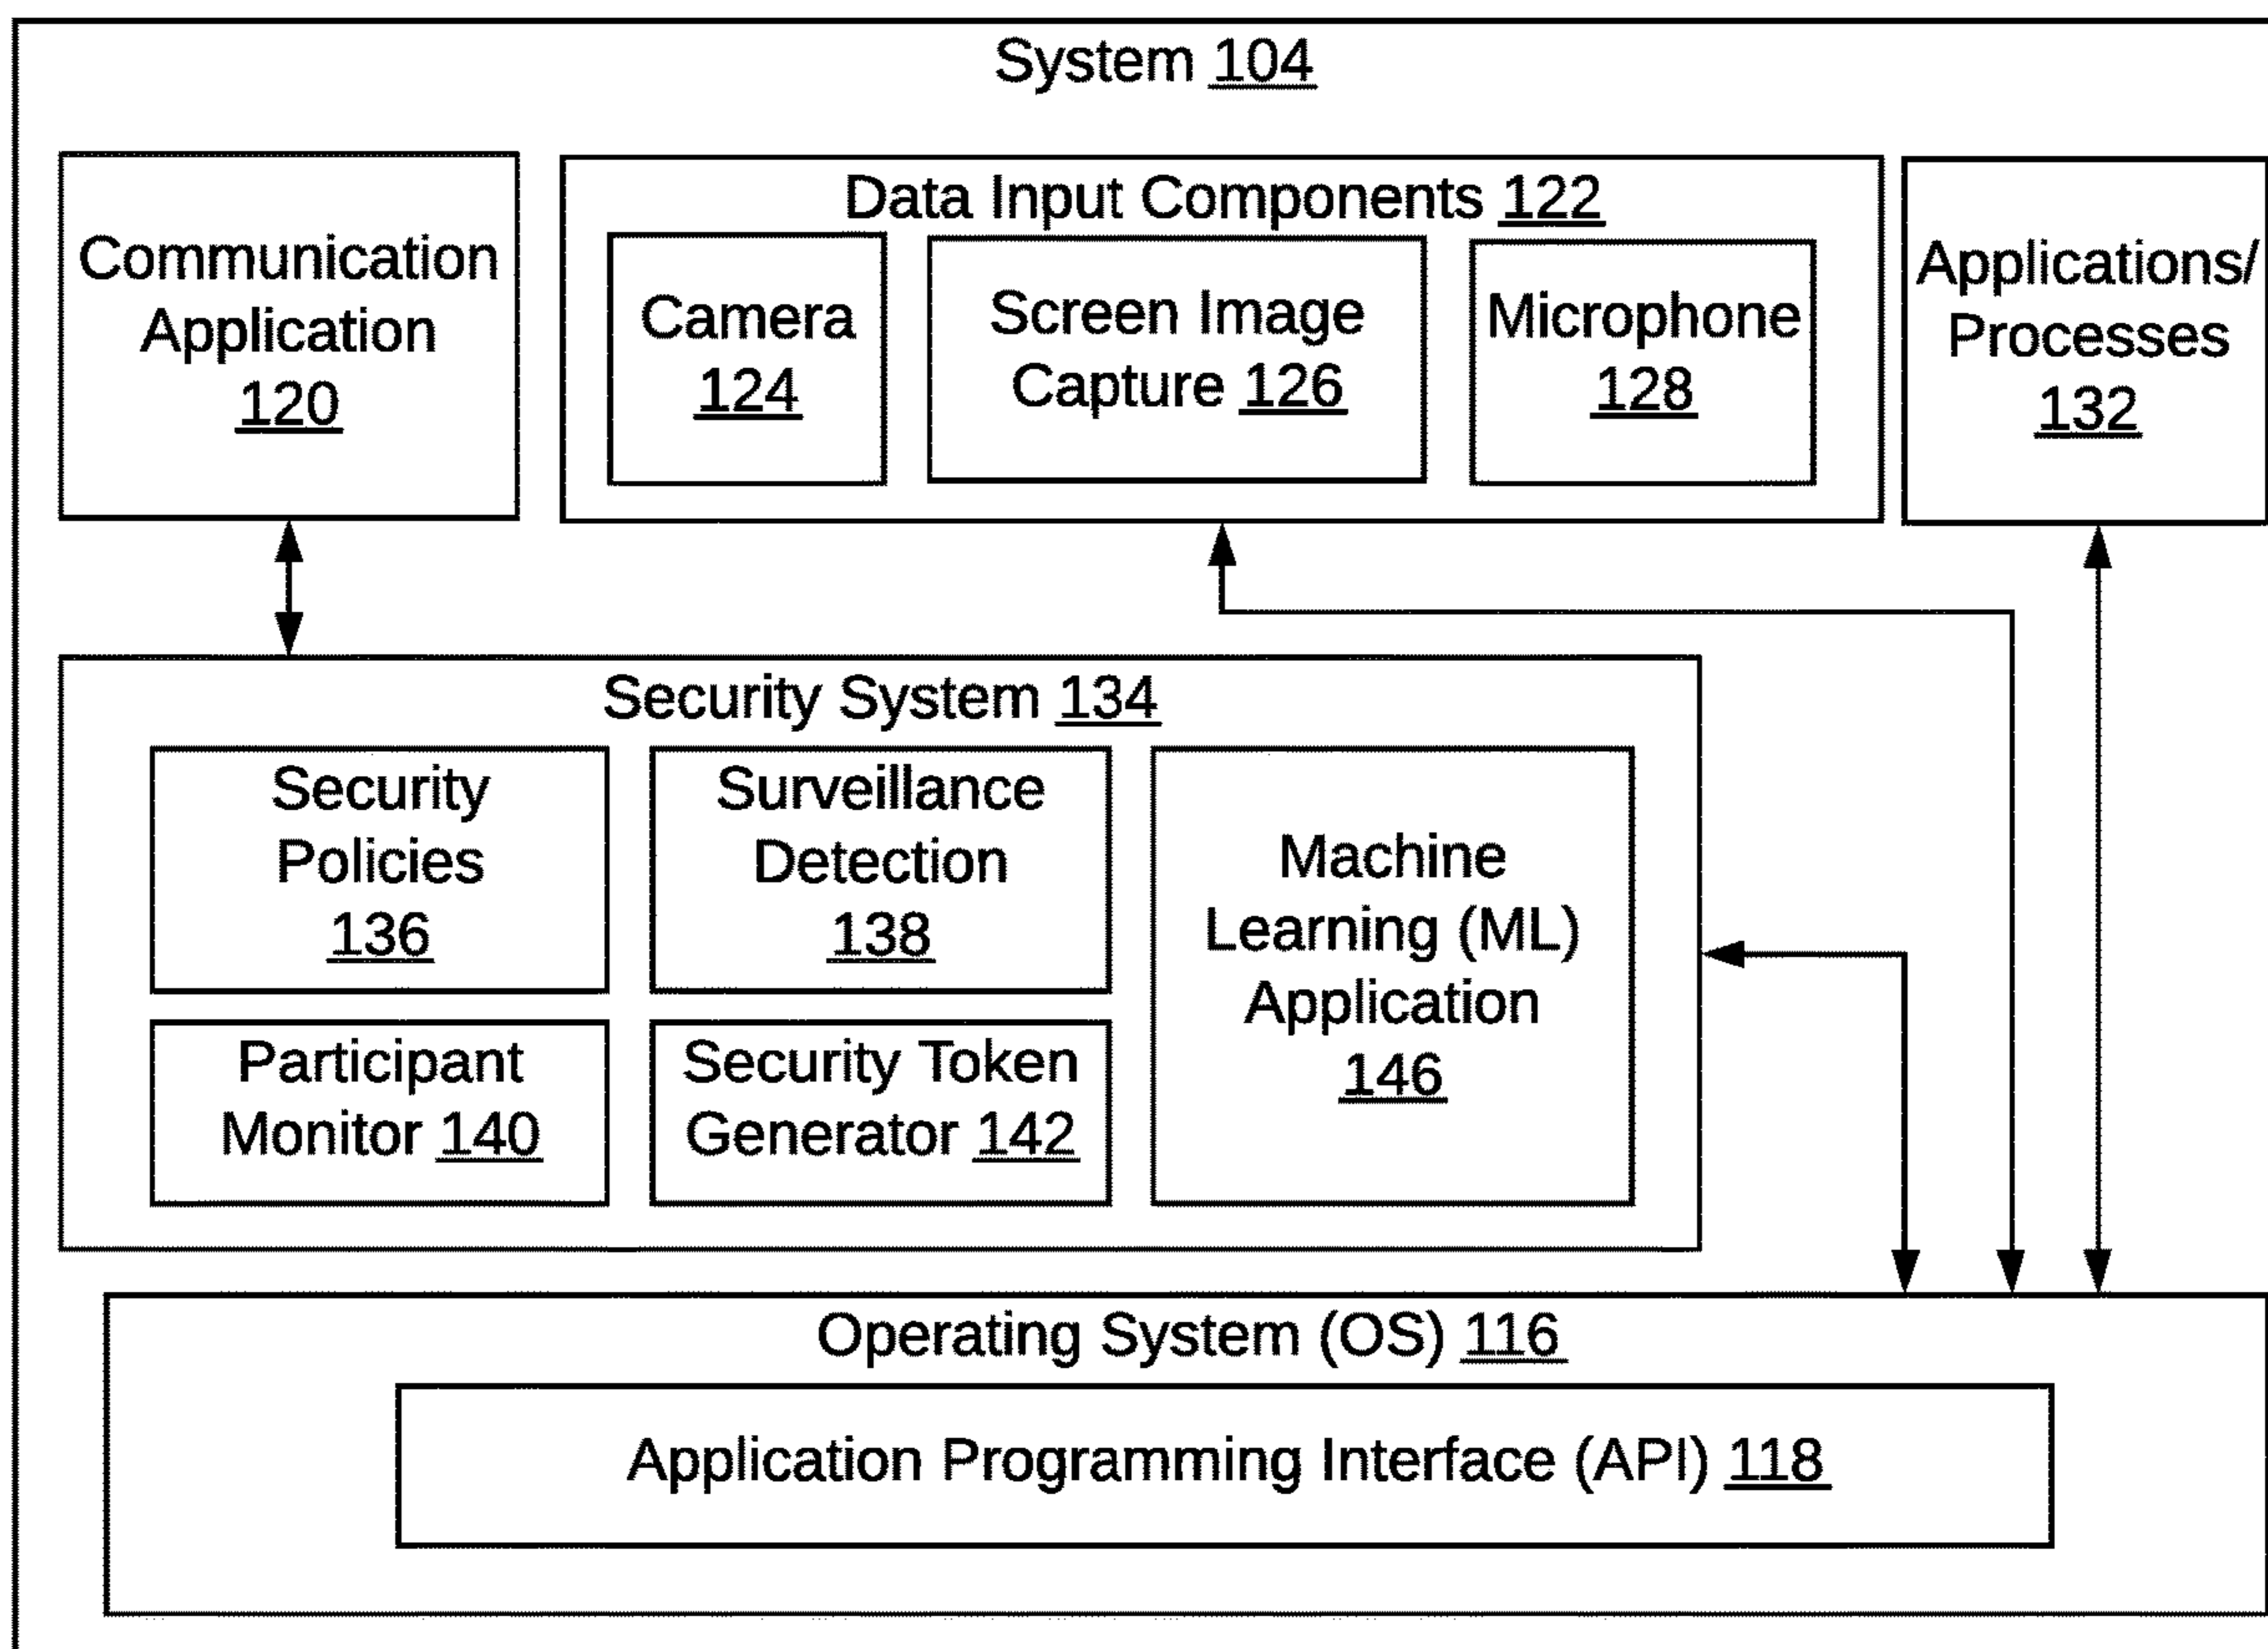 System 104
Communication
Application
120
Data Input Components 122
Camera
124
Screen Image
Capture 126
Microphone
128
Applications/
Processes
132
Security System 134
Security
Policies
136
Surveillance
Detection
138
Participant
Monitor 140
Security Token
Generator 142
Machine
Learning (ML)
Application
146
Operating System (OS) 116
Application Programming Interface (API) 118